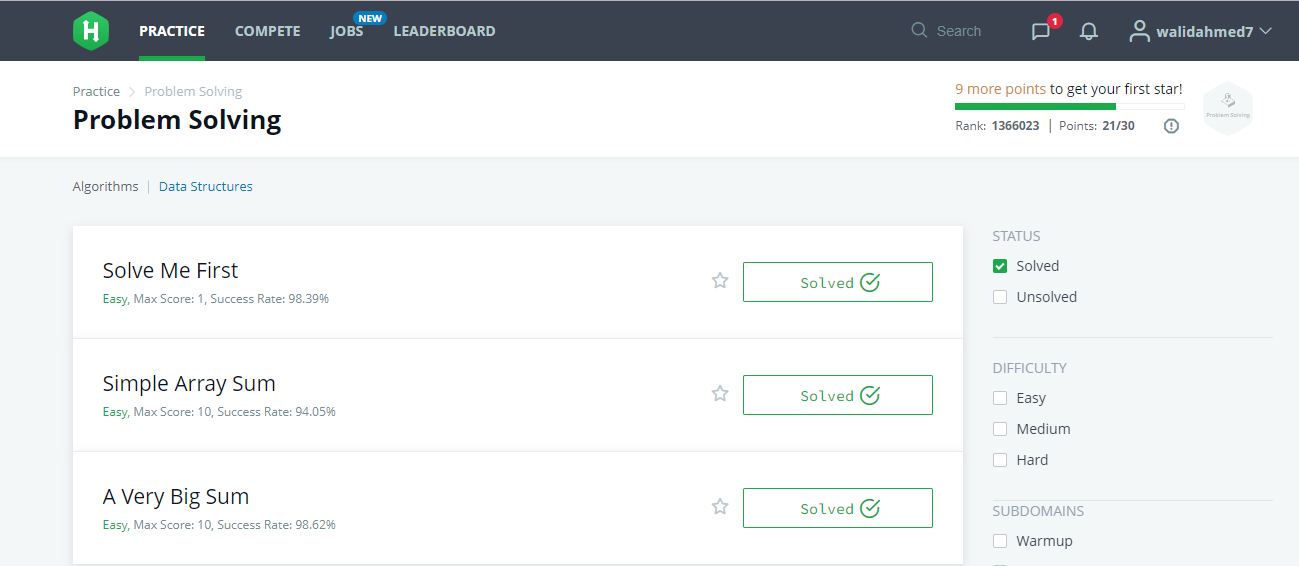 H
PRACTICE COMPETE JOBS NEW LEADERBOARD Search 1 walidahmed7
Practice Problem Solving
Problem Solving
9 more points to get your first star!
Rank: 1366023 | Points: 21/30
Problem Solving
Algorithms | Data Structures
Solve Me First
Easy, Max Score: 1, Success Rate: 98.39%
Solved
Simple Array Sum
Easy, Max Score: 10, Success Rate: 94.05%
Solved
A Very Big Sum
Easy, Max Score: 10, Success Rate: 98.62%
Solved
STATUS
Solved
Unsolved
DIFFICULTY
Easy
Medium
Hard
SUBDOMAINS
Warmup